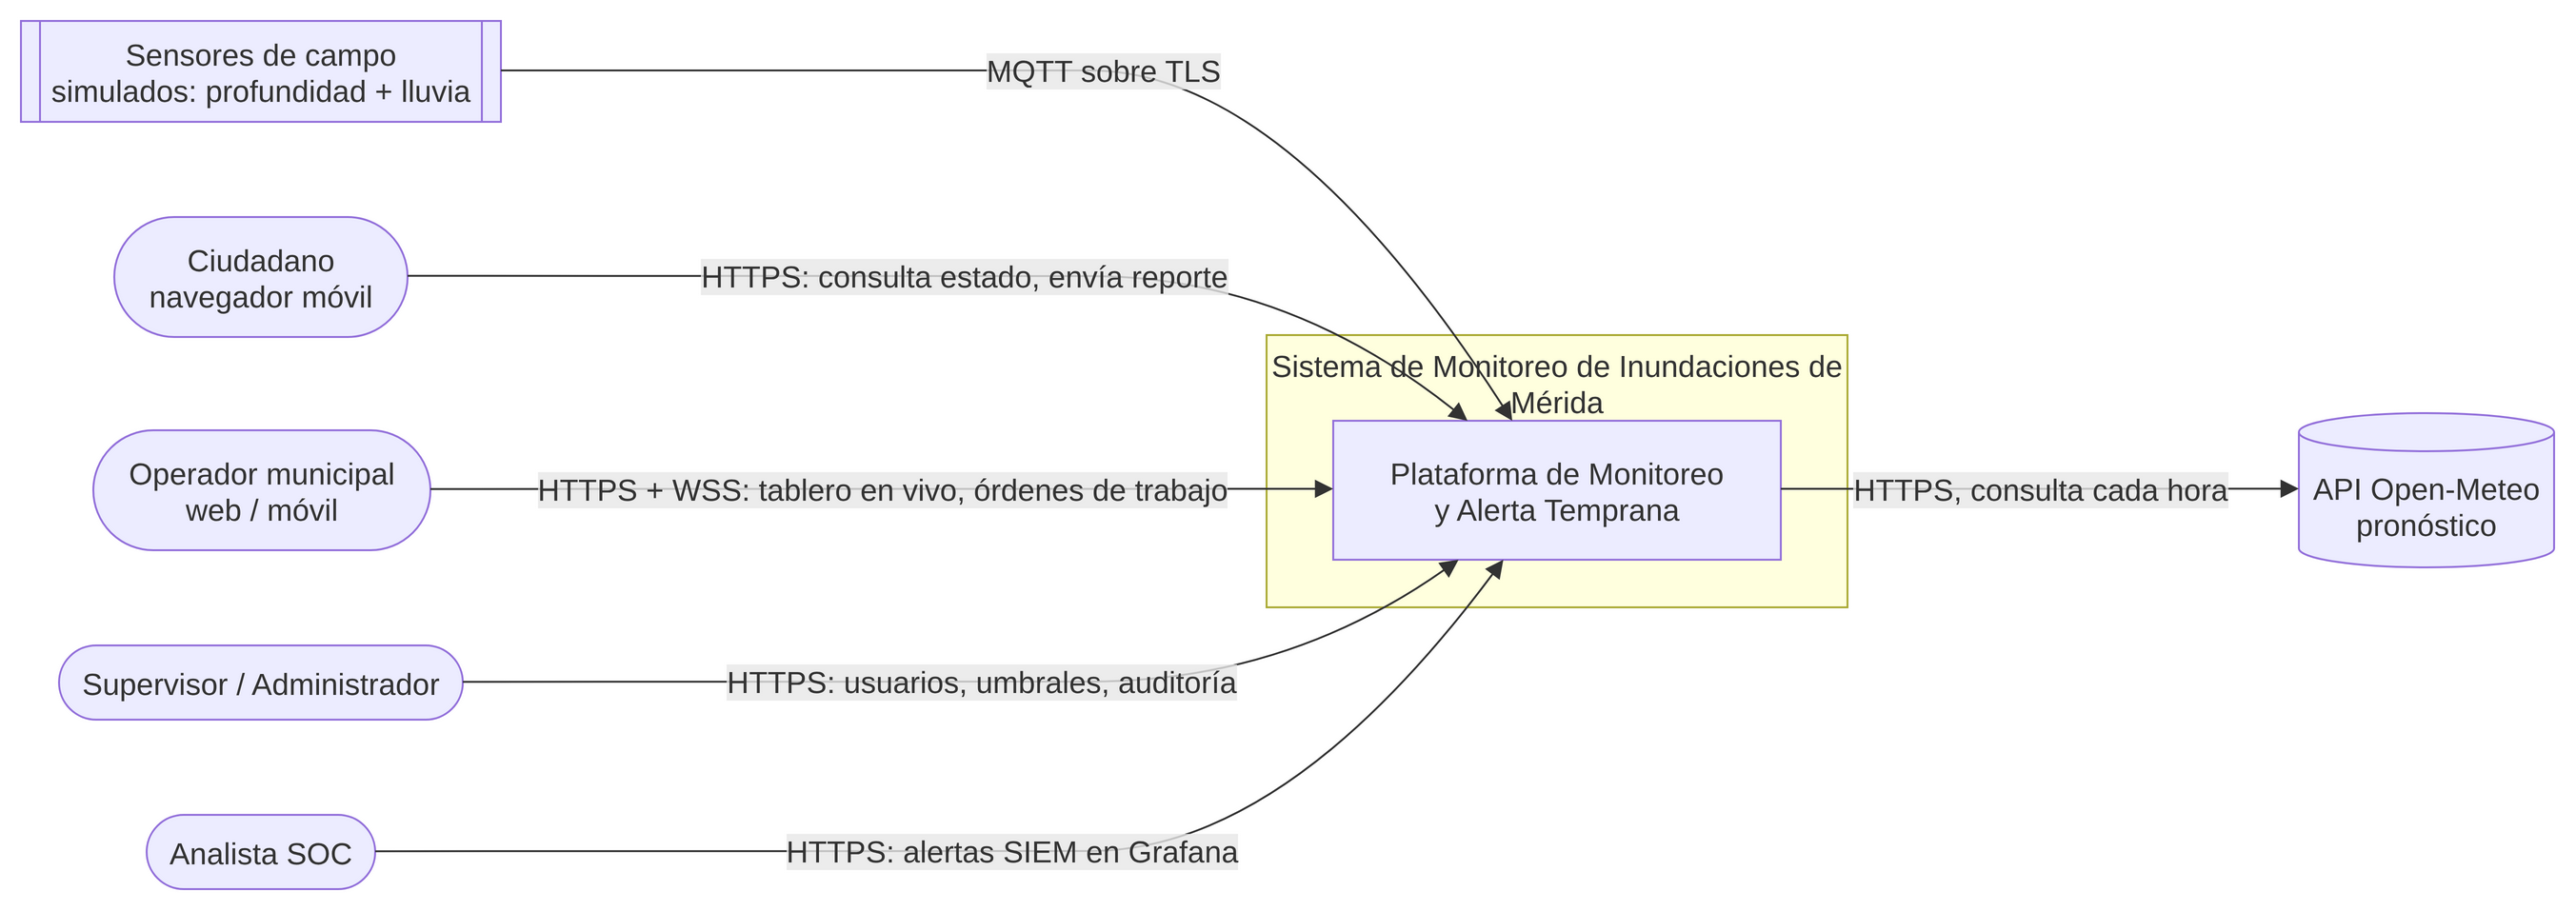 Sensores de campo
simulados: profundidad + lluvia
MQTT sobre TLS
Ciudadano
navegador móvil
HTTPS: consulta estado, envía reporte
Sistema de Monitoreo de Inundaciones de
Mérida
Operador municipal
web / móvil
HTTPS + WSS: tablero en vivo, órdenes de trabajo
Plataforma de Monitoreo
y Alerta Temprana
HTTPS, consulta cada hora
API Open-Meteo
pronóstico
Supervisor / Administrador
HTTPS: usuarios, umbrales, auditoría
Analista SOC
HTTPS: alertas SIEM en Grafana